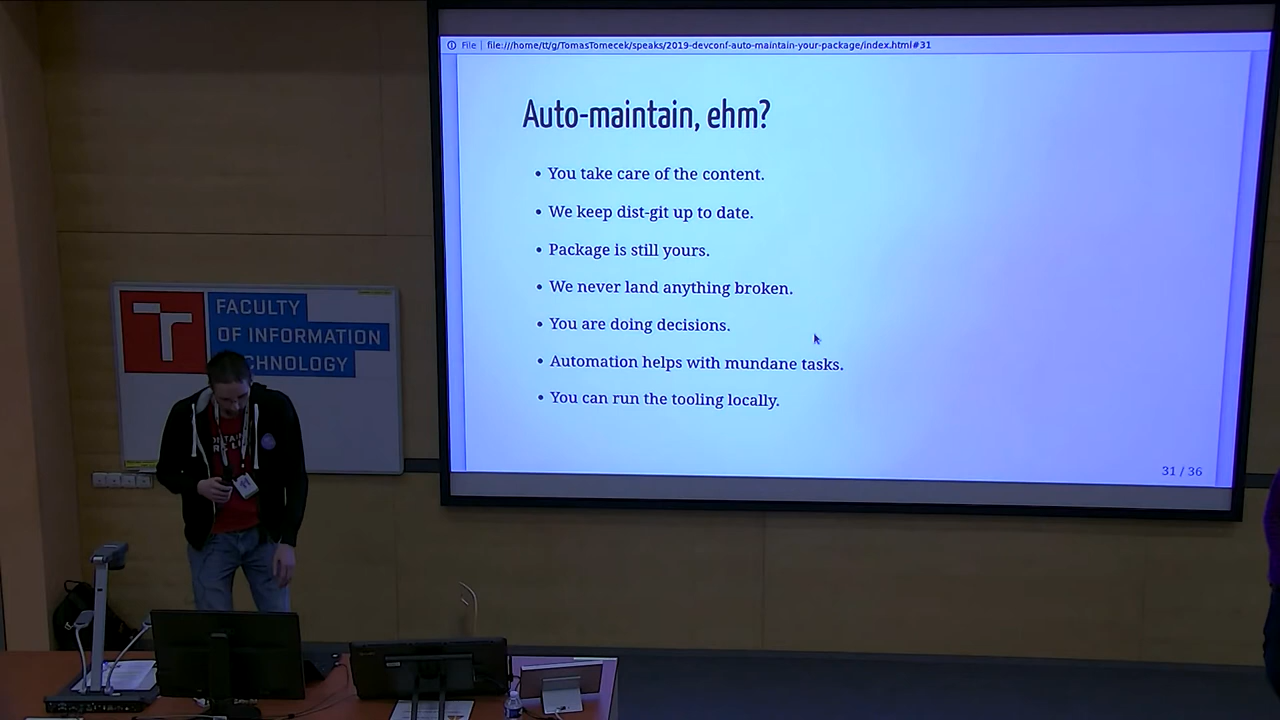 File | file:///home/tt/g/TomasTomecek/speaks/2019-devconf-auto-maintain-your-package/index.html#31
Auto-maintain, ehm?
• You take care of the content.
• We keep dist-git up to date.
• Package is still yours.
• We never land anything broken.
• You are doing decisions.
• Automation helps with mundane tasks.
• You can run the tooling locally.
31 / 36
T
FACULTY
OF INFORMATION
CHNOLOGY